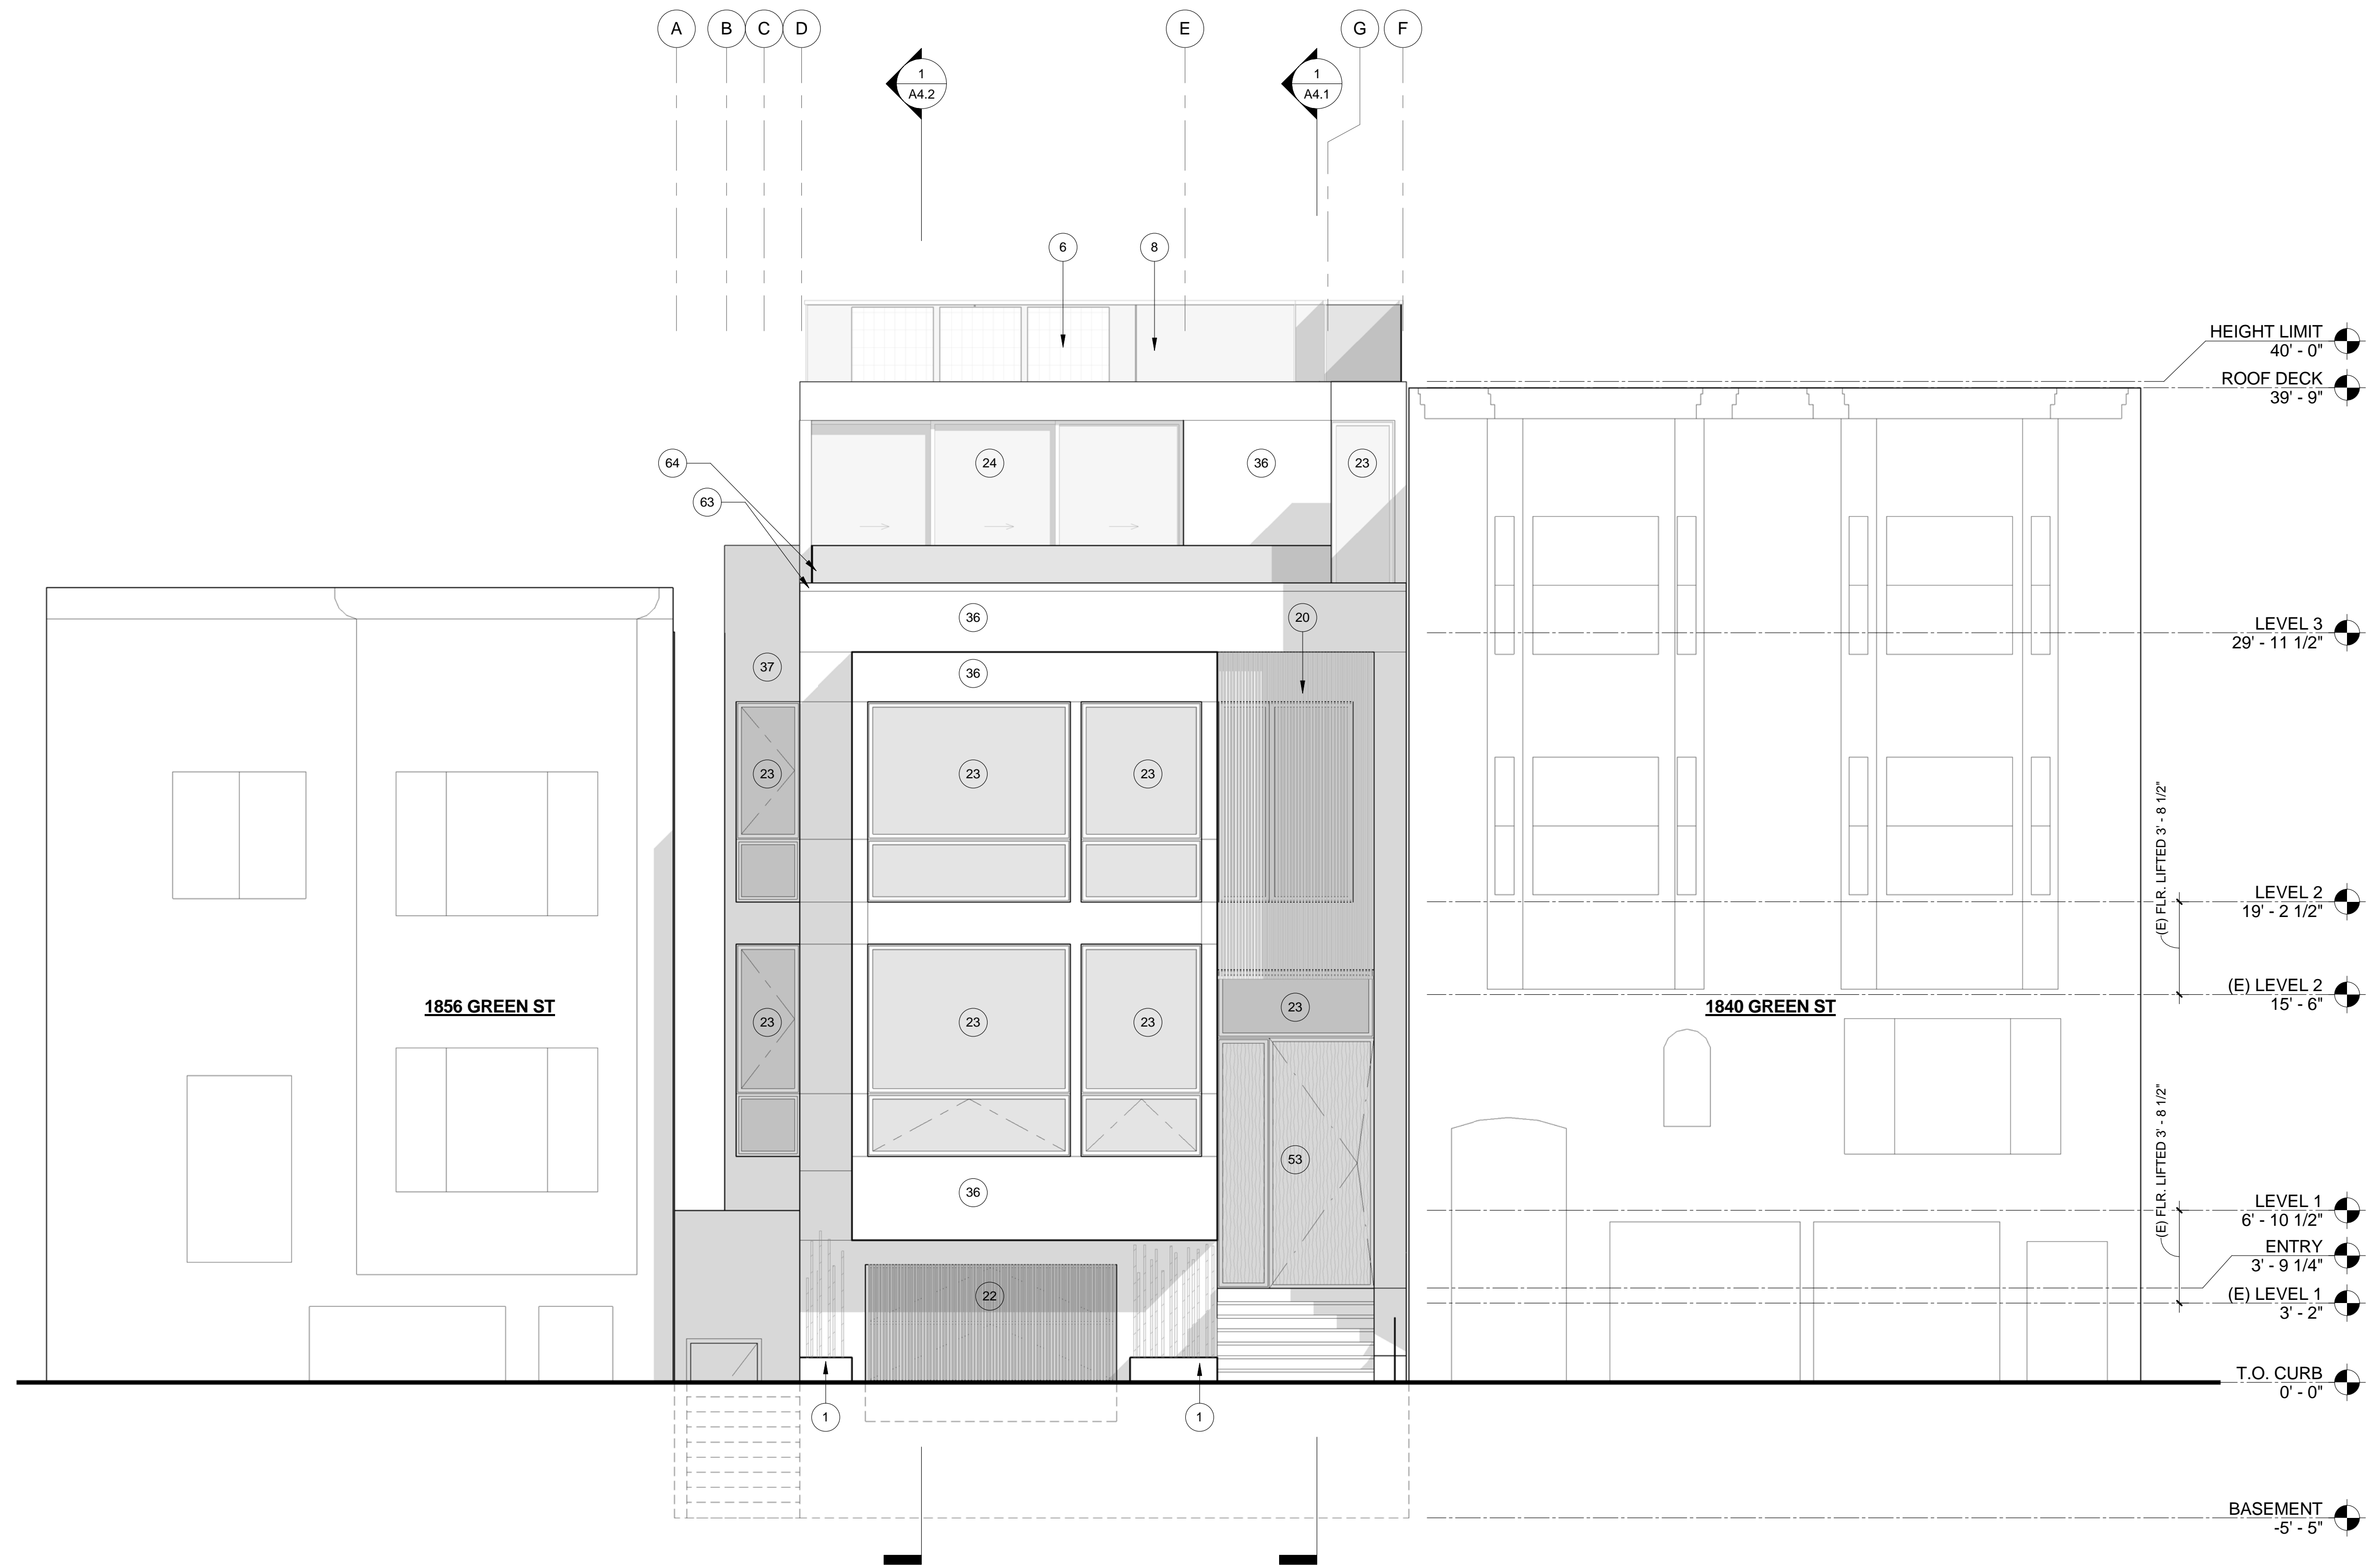 A B C D E G F
1
A4.2
1
A4.1
6 8
HEIGHT LIMIT
40' - 0"
ROOF DECK
39' - 9"
64 24 36 23
63
36 20
LEVEL 3
29' - 11 1/2"
37 36
23 23 23
(E) FLR. LIFTED 3' - 8 1/2"
LEVEL 2
19' - 2 1/2"
(E) LEVEL 2
15' - 6"
1856 GREEN ST
23 23 23 23
1840 GREEN ST
53
36
(E) FLR. LIFTED 3' - 8 1/2"
LEVEL 1
6' - 10 1/2"
ENTRY
3' - 9 1/4"
22
(E) LEVEL 1
3' - 2"
T.O. CURB
0' - 0"
1 1
BASEMENT
-5' - 5"